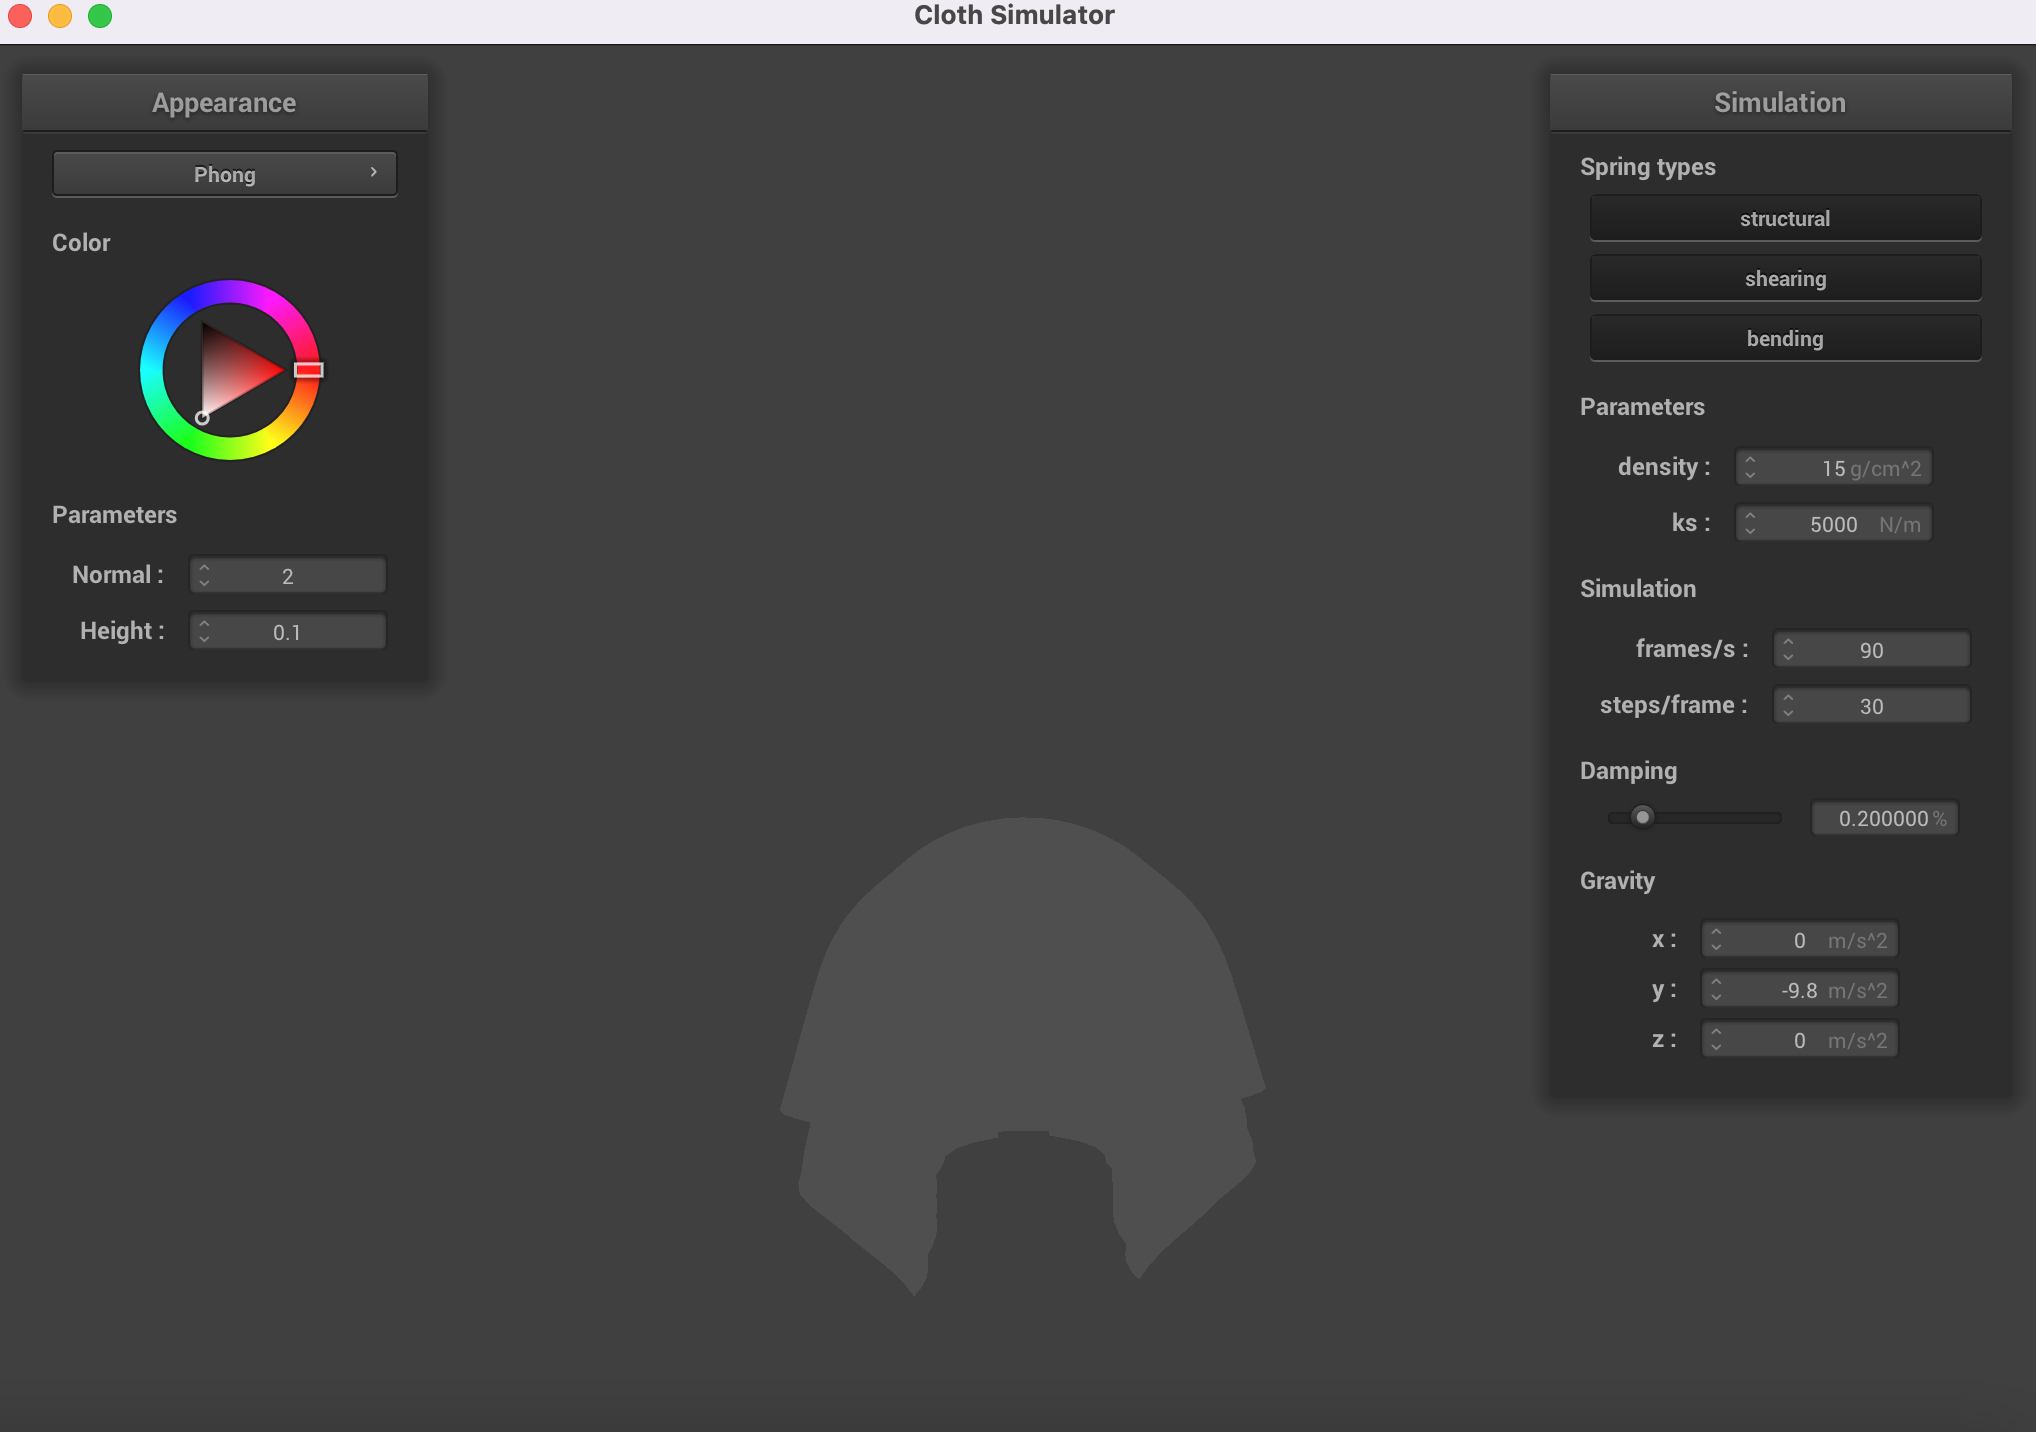 Cloth Simulator
Appearance
Phong
Color
Parameters
Normal : 2
Height : 0.1
Simulation
Spring types
structural
shearing
bending
Parameters
density : 15 g/cm^2
ks : 5000 N/m
Simulation
frames/s : 90
steps/frame : 30
Damping
0.200000 %
Gravity
x : 0 m/s^2
y : -9.8 m/s^2
z : 0 m/s^2